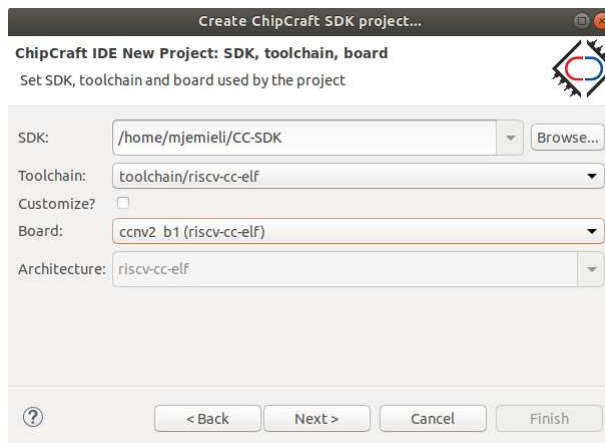 Create ChipCraft SDK project...
ChipCraft IDE New Project: SDK, toolchain, board
Set SDK, toolchain and board used by the project
SDK: /home/mjemieli/CC-SDK Browse...
Toolchain: toolchain/riscv-cc-elf
Customize?
Board: ccnv2_b1 (riscv-cc-elf)
Architecture: riscv-cc-elf
? < Back Next > Cancel Finish